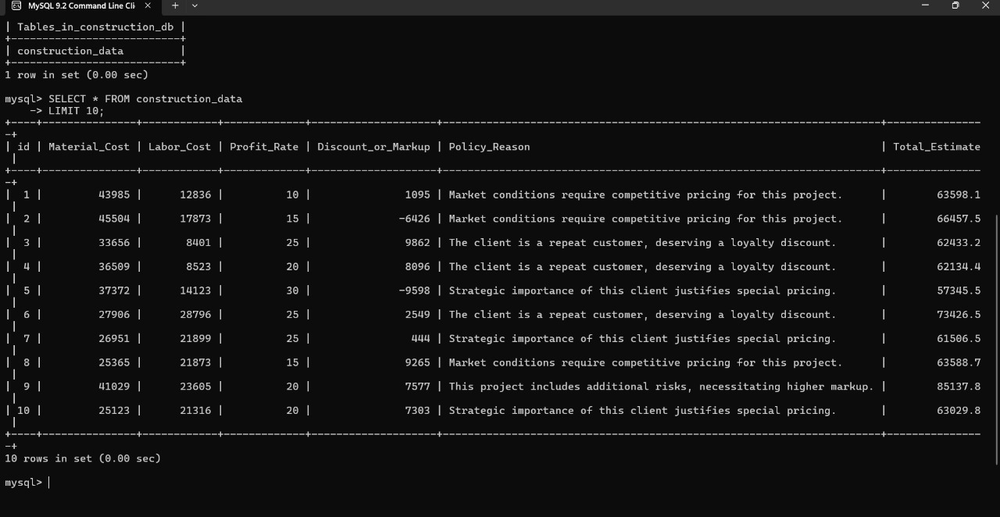 MySQL 9.2 Command Line Cli
| Tables_in_construction_db |
+---------------------------+
| construction_data         |
+---------------------------+
1 row in set (0.00 sec)
mysql> SELECT * FROM construction_data
    -> LIMIT 10;
+----+---------------+------------+-------------+--------------------+----------------------------------------------------------------------+---------------
-+
| id | Material_Cost | Labor_Cost | Profit_Rate | Discount_or_Markup | Policy_Reason                                                        | Total_Estimate
 |
+----+---------------+------------+-------------+--------------------+----------------------------------------------------------------------+---------------
-+
|  1 |         43985 |      12836 |          10 |               1095 | Market conditions require competitive pricing for this project.      |        63598.1
 |
|  2 |         45504 |      17873 |          15 |              -6426 | Market conditions require competitive pricing for this project.      |        66457.5
 |
|  3 |         33656 |       8401 |          25 |               9862 | The client is a repeat customer, deserving a loyalty discount.       |        62433.2
 |
|  4 |         36509 |       8523 |          20 |               8096 | The client is a repeat customer, deserving a loyalty discount.       |        62134.4
 |
|  5 |         37372 |      14123 |          30 |              -9598 | Strategic importance of this client justifies special pricing.       |        57345.5
 |
|  6 |         27906 |      28796 |          25 |               2549 | The client is a repeat customer, deserving a loyalty discount.       |        73426.5
 |
|  7 |         26951 |      21899 |          25 |                444 | Strategic importance of this client justifies special pricing.       |        61506.5
 |
|  8 |         25365 |      21873 |          15 |               9265 | Market conditions require competitive pricing for this project.      |        63588.7
 |
|  9 |         41029 |      23605 |          20 |               7577 | This project includes additional risks, necessitating higher markup. |        85137.8
 |
| 10 |         25123 |      21316 |          20 |               7303 | Strategic importance of this client justifies special pricing.       |        63029.8
 |
+----+---------------+------------+-------------+--------------------+----------------------------------------------------------------------+---------------
-+
10 rows in set (0.00 sec)
mysql>